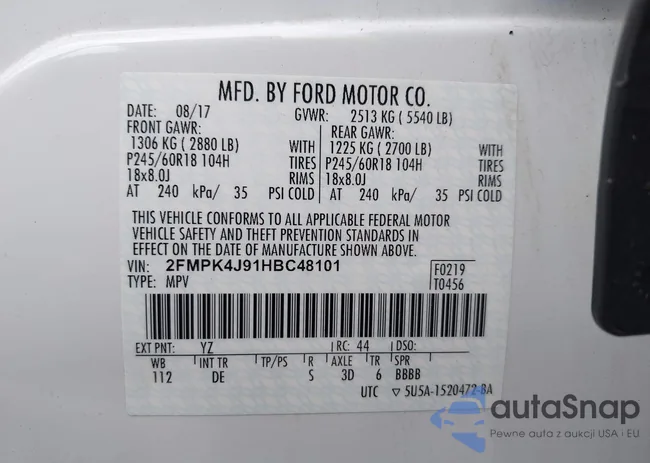 MFD. BY FORD MOTOR CO.
DATE: 08/17 GVWR: 2513 KG ( 5540 LB)
FRONT GAWR: REAR GAWR:
1306 KG ( 2880 LB) WITH 1225 KG ( 2700 LB) WITH
P245/60R18 104H TIRES P245/60R18 104H TIRES
18x8.0J RIMS 18x8.0J RIMS
AT 240 kPa/ 35 PSI COLD AT 240 kPa/ 35 PSI COLD
THIS VEHICLE CONFORMS TO ALL APPLICABLE FEDERAL MOTOR
VEHICLE SAFETY AND THEFT PREVENTION STANDARDS IN
EFFECT ON THE DATE OF MANUFACTURE SHOWN ABOVE.
VIN: 2FMPK4J91HBC48101 F0219
TYPE: MPV T0456
EXT PNT: YZ RC: 44 DSO:
WB INT TR TP/PS R AXLE TR SPR
112 DE S 3D 6 BBBB
UTC ▽ 5U5A-1520472-BA
autaSnap
Pewne auta z aukcji USA i EU